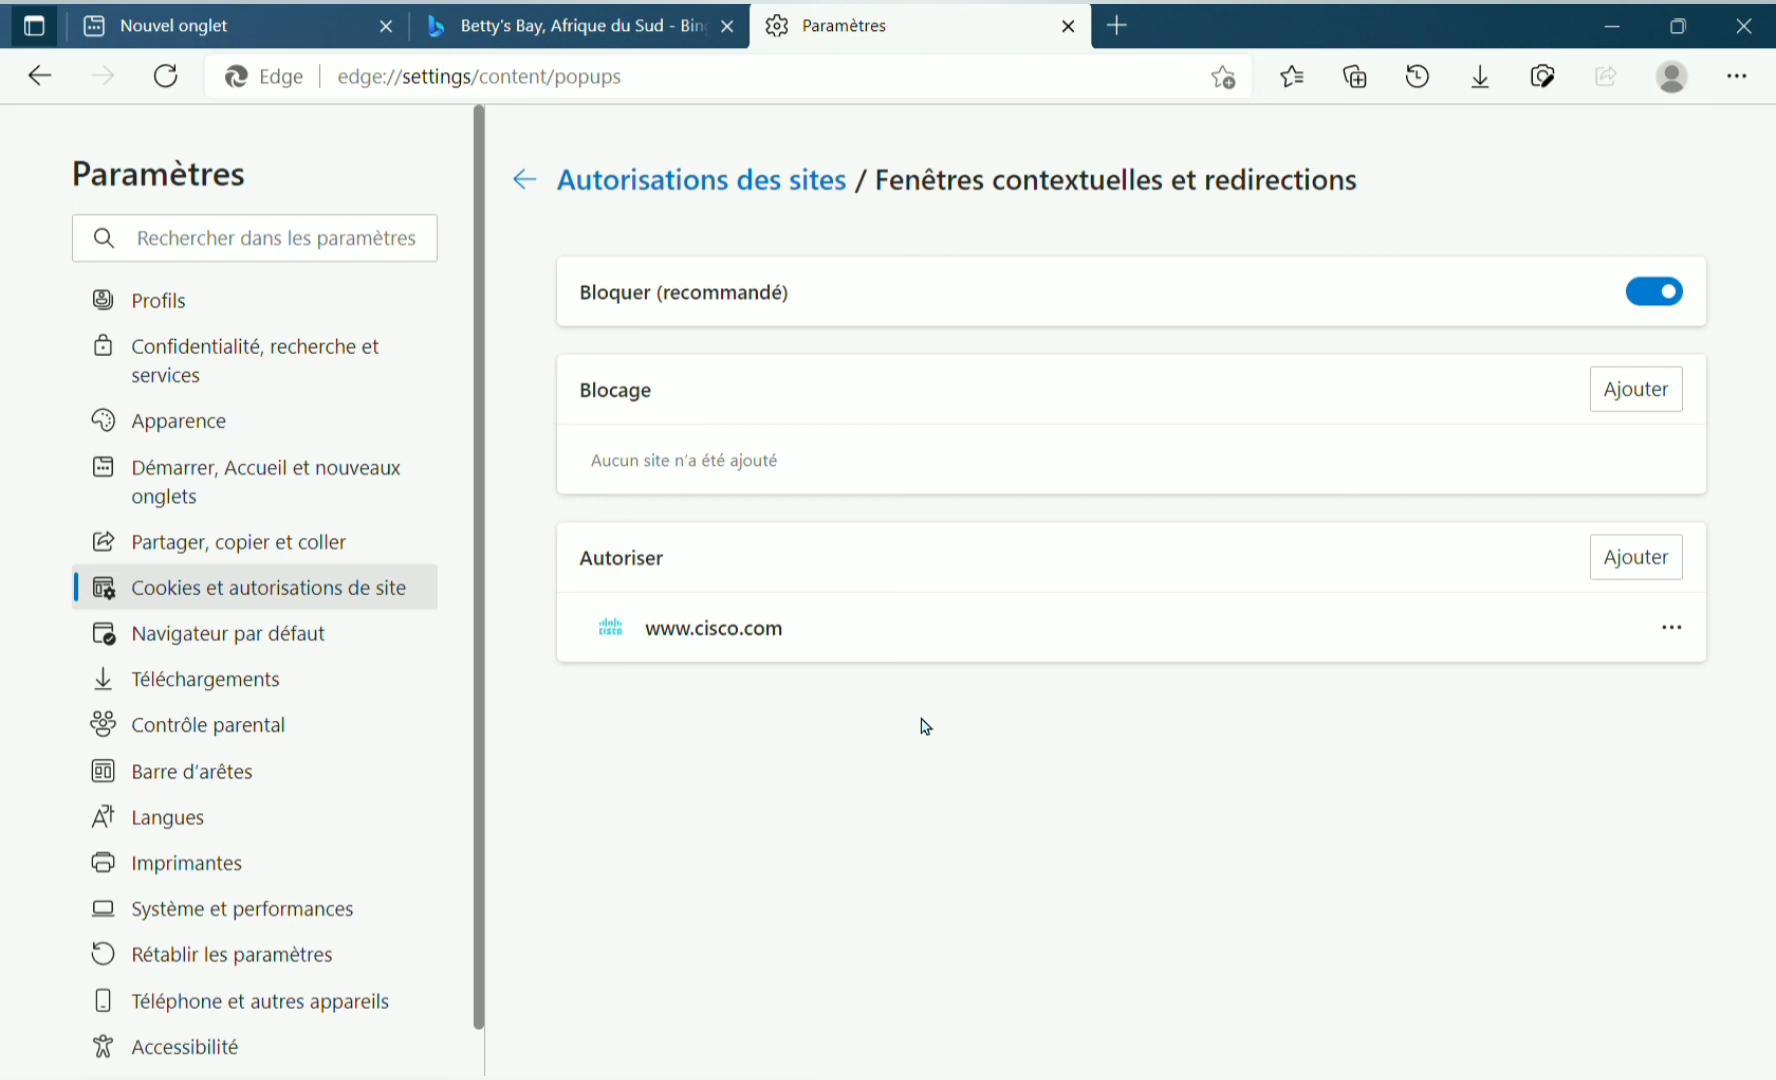 Nouvel onglet
Betty's Bay, Afrique du Sud - Bin
Paramètres
Edge
edge://settings/content/popups
Paramètres
Rechercher dans les paramètres
Profils
Confidentialité, recherche et
services
Apparence
Démarrer, Accueil et nouveaux
onglets
Partager, copier et coller
Cookies et autorisations de site
Navigateur par défaut
Téléchargements
Contrôle parental
Barre d'arêtes
Langues
Imprimantes
Système et performances
Rétablir les paramètres
Téléphone et autres appareils
Accessibilité
Autorisations des sites / Fenêtres contextuelles et redirections
Bloquer (recommandé)
Blocage
Ajouter
Aucun site n'a été ajouté
Autoriser
Ajouter
CISCO
www.cisco.com